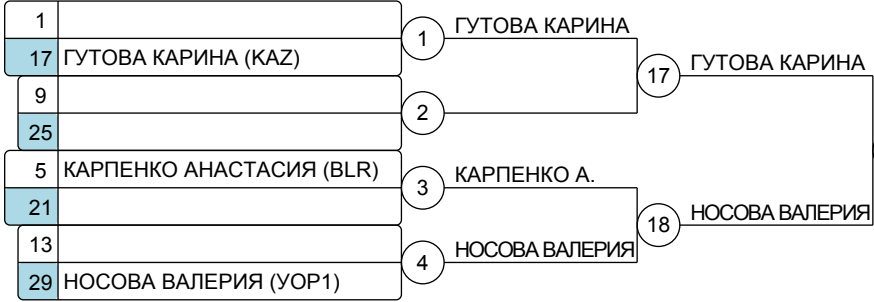 1
17 ГУТОВА КАРИНА (KAZ)
9
25
5 КАРПЕНКО АНАСТАСИЯ (BLR)
21
13
29 НОСОВА ВАЛЕРИЯ (УОР1)
1 ГУТОВА КАРИНА
2
3 КАРПЕНКО А.
4 НОСОВА ВАЛЕРИЯ
17 ГУТОВА КАРИНА
18 НОСОВА ВАЛЕРИЯ